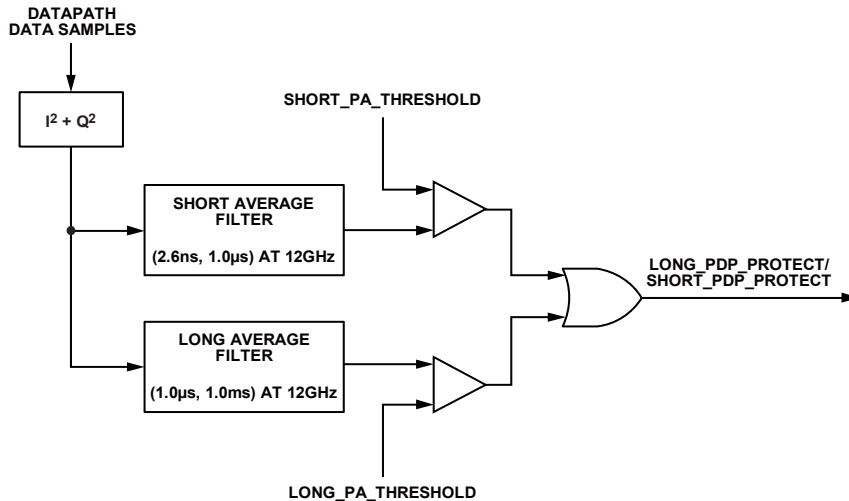 DATAPATH
DATA SAMPLES
I² + Q²
SHORT_PA_THRESHOLD
SHORT AVERAGE
FILTER
(2.6ns, 1.0µs) AT 12GHz
LONG_PDP_PROTECT/
SHORT_PDP_PROTECT
LONG AVERAGE
FILTER
(1.0µs, 1.0ms) AT 12GHz
LONG_PA_THRESHOLD